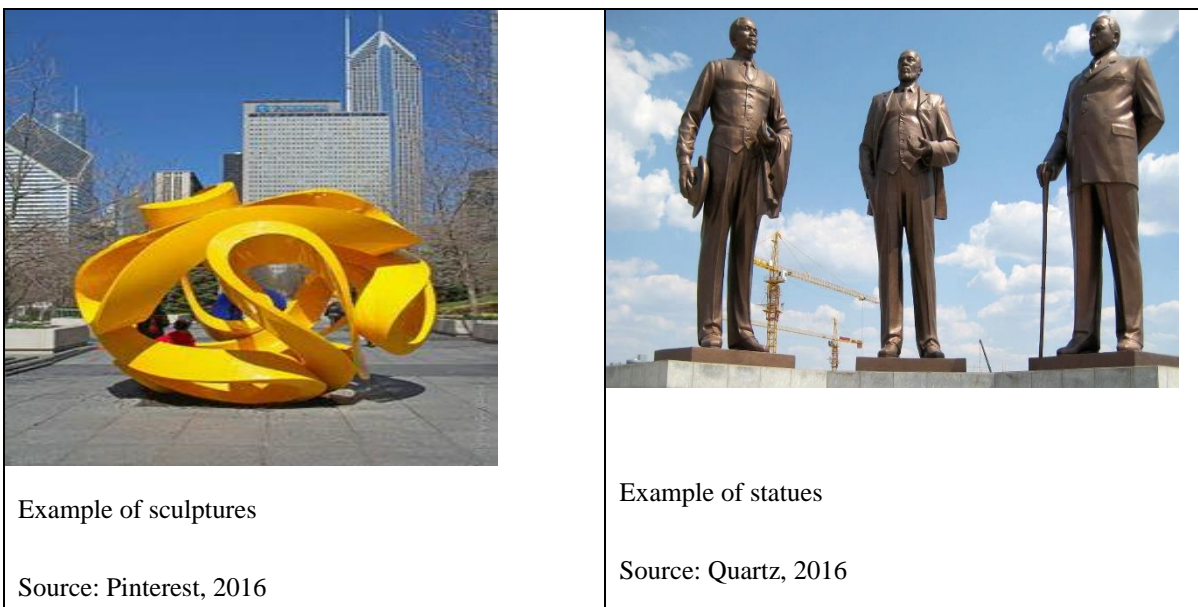 Example of sculptures
Source: Pinterest, 2016
Example of statues
Source: Quartz, 2016